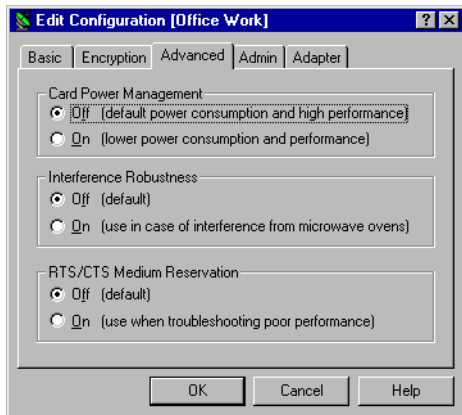 Edit Configuration [Office Work]
Basic Encryption Advanced Admin Adapter
Card Power Management
Off (default power consumption and high performance)
On (lower power consumption and performance)
Interference Robustness
Off (default)
On (use in case of interference from microwave ovens)
RTS/CTS Medium Reservation
Off (default)
On (use when troubleshooting poor performance)
OK Cancel Help